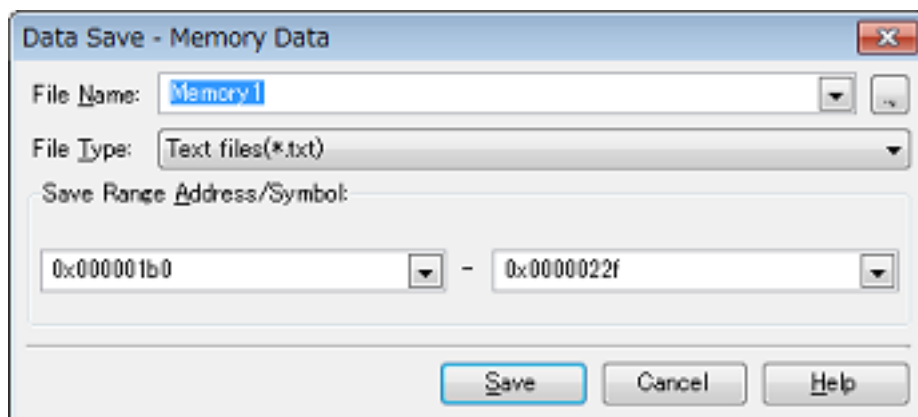 Data Save - Memory Data
File Name: Memory1
File Type: Text files(*.txt)
Save Range Address/Symbol:
0x000001b0 - 0x0000022f
Save Cancel Help